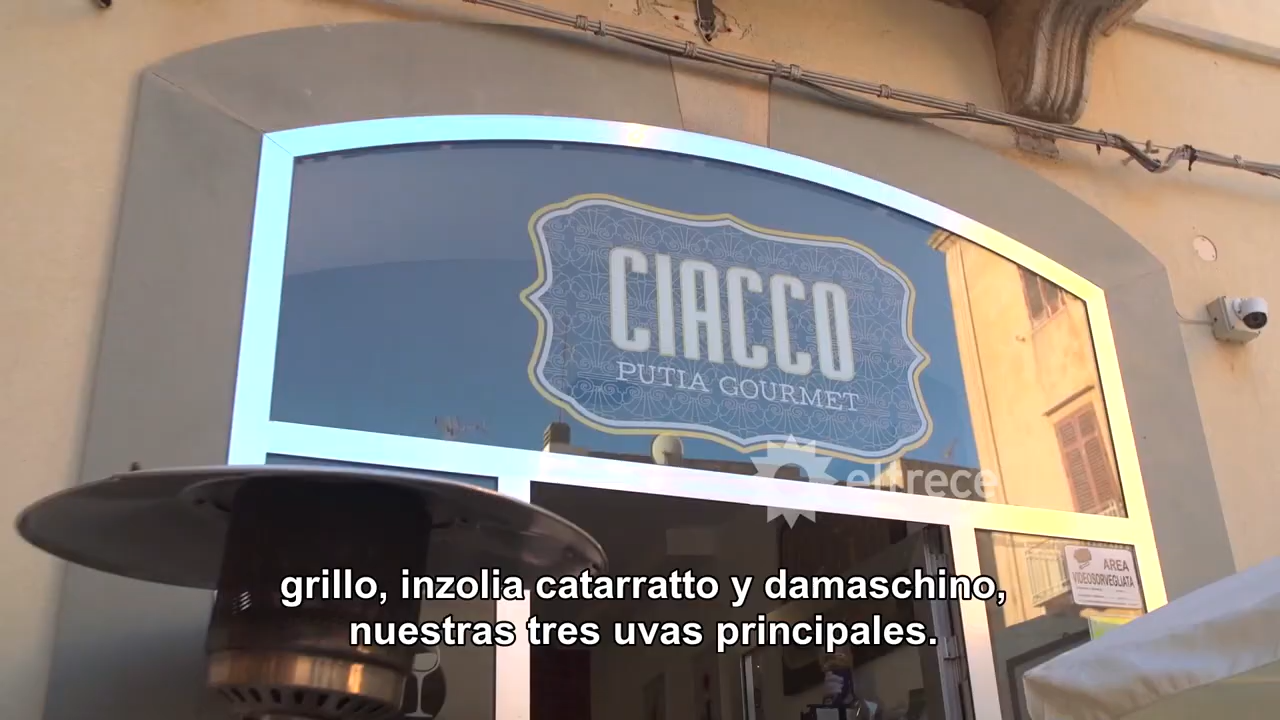 CIACCO
PUTIA GOURMET
eltrece
AREA
VIDEOSORVEGLIATA
grillo, inzolia catarratto y damaschino,
nuestras tres uvas principales.